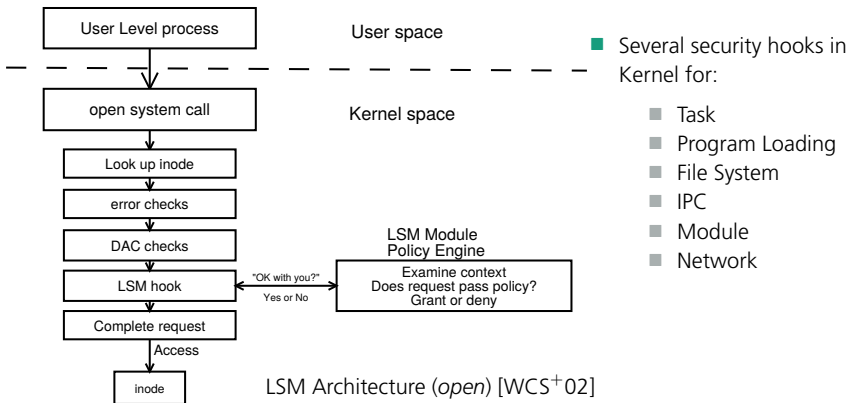 User Level process
User space
open system call
Kernel space
Look up inode
error checks
DAC checks
LSM hook
"OK with you?"
Yes or No
LSM Module
Policy Engine
Examine context
Does request pass policy?
Grant or deny
Complete request
Access
inode
LSM Architecture (open) [WCS+02]
Several security hooks in
Kernel for:
Task
Program Loading
File System
IPC
Module
Network